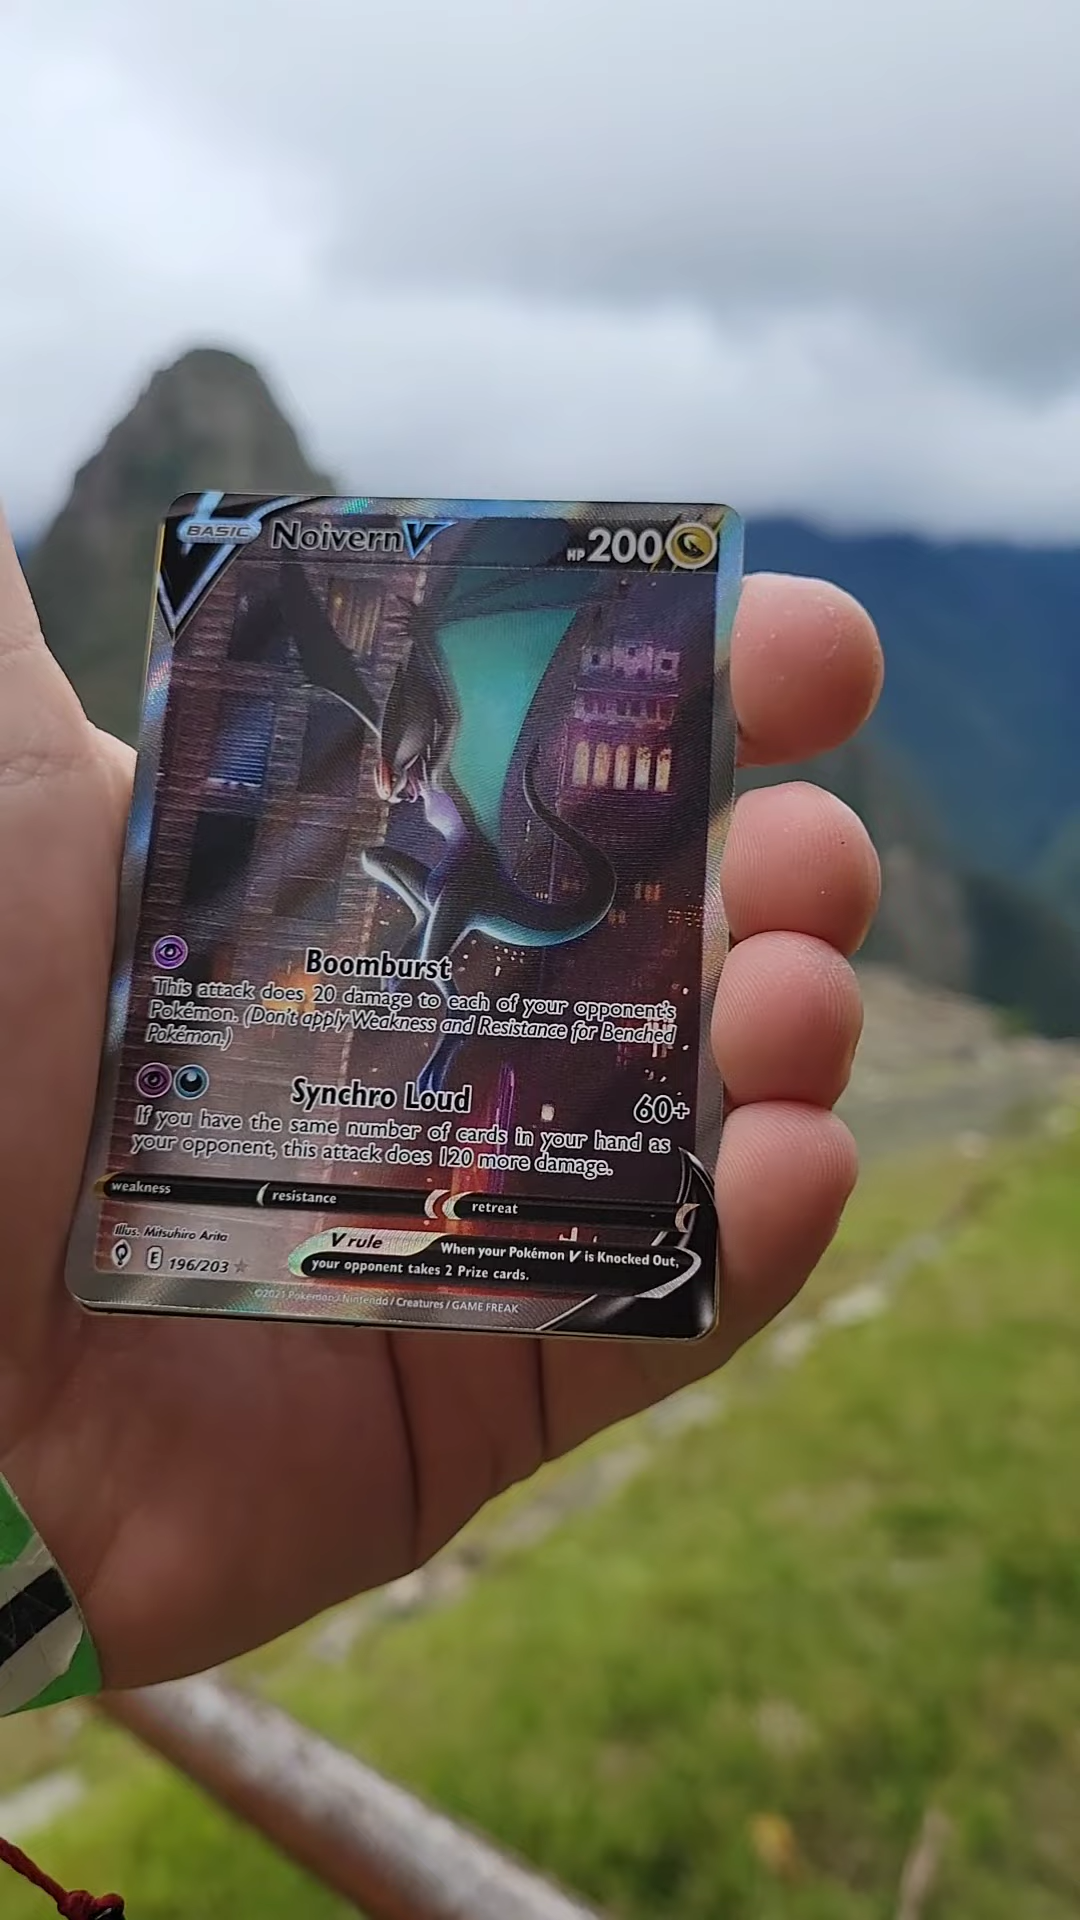 BASIC NoivernV HP 200
Boomburst
This attack does 20 damage to each of your opponent's
Pokémon. (Don't apply Weakness and Resistance for Benched
Pokémon.)
Synchro Loud 60+
If you have the same number of cards in your hand as
your opponent, this attack does 120 more damage.
weakness resistance retreat
Illus. Mitsuhiro Arita
E 196/203
V rule
When your Pokémon V is Knocked Out,
your opponent takes 2 Prize cards.
©2021 Pokémon / Nintendo / Creatures / GAME FREAK